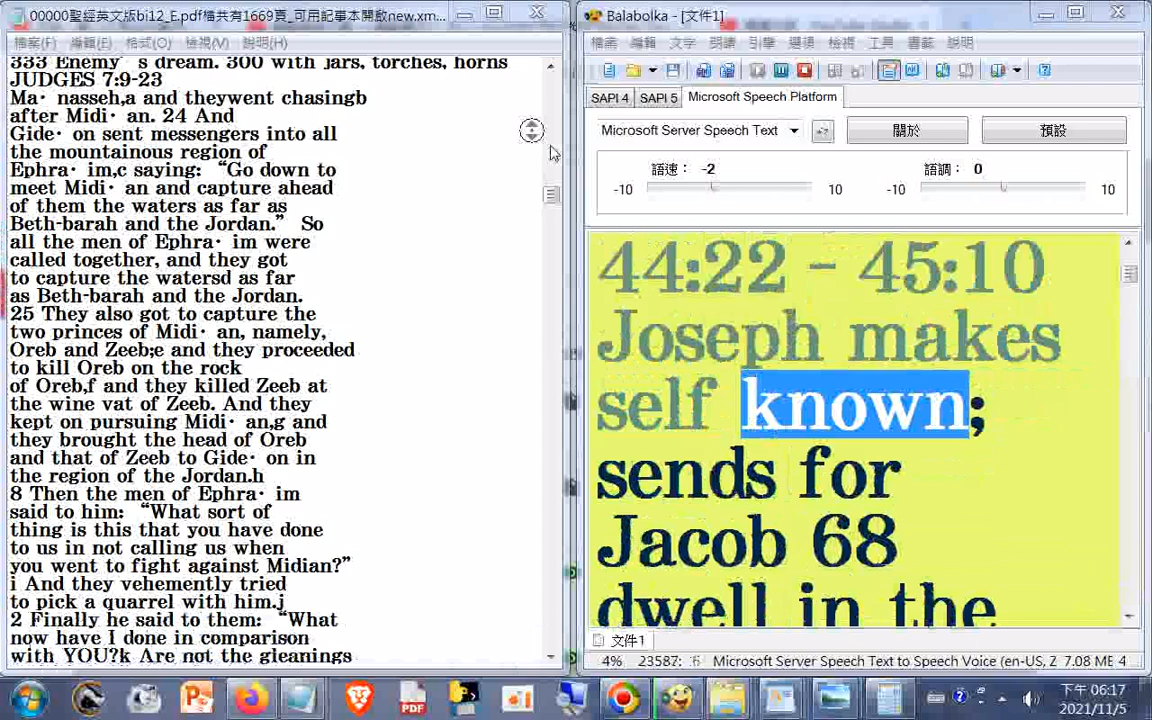 00000聖經英文版bi12_E.pdf檔共有1669頁_可用記事本開啟new.xm...
檔案(F) 編輯(E) 格式(O) 檢視(V) 說明(H)
333 Enemy's dream. 300 with jars, torches, horns
JUDGES 7:9-23
Ma· nasseh,a and theywent chasingb
after Midi· an. 24 And
Gide· on sent messengers into all
the mountainous region of
Ephra· im,c saying: “Go down to
meet Midi· an and capture ahead
of them the waters as far as
Beth-barah and the Jordan.” So
all the men of Ephra· im were
called together, and they got
to capture the watersd as far
as Beth-barah and the Jordan.
25 They also got to capture the
two princes of Midi· an, namely,
Oreb and Zeeb;e and they proceeded
to kill Oreb on the rock
of Oreb,f and they killed Zeeb at
the wine vat of Zeeb. And they
kept on pursuing Midi· an,g and
they brought the head of Oreb
and that of Zeeb to Gide· on in
the region of the Jordan.h
8 Then the men of Ephra· im
said to him: “What sort of
thing is this that you have done
to us in not calling us when
you went to fight against Midian?”
i And they vehemently tried
to pick a quarrel with him.j
2 Finally he said to them: “What
now have I done in comparison
with YOU?k Are not the gleanings
Balabolka - [文件1]
檔案 編輯 文字 朗讀 引擎 選項 檢視 工具 書籤 說明
SAPI 4 SAPI 5 Microsoft Speech Platform
Microsoft Server Speech Text
關於 預設
語速： -2 語調： 0
-10 10 -10 10
44:22 - 45:10
Joseph makes
self known;
sends for
Jacob 68
dwell in the
文件1
4% 23587: Microsoft Server Speech Text to Speech Voice (en-US, Z 7.08 ME 4
PDF
下午 06:17
2021/11/5